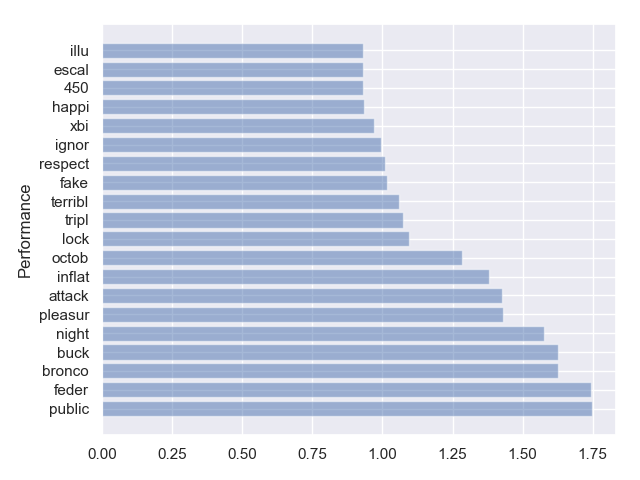 illu
escal
450
happi
xbi
ignor
respect
fake
terribl
tripl
lock
octob
inflat
attack
pleasur
night
buck
bronco
feder
public
Performance
0.00 0.25 0.50 0.75 1.00 1.25 1.50 1.75